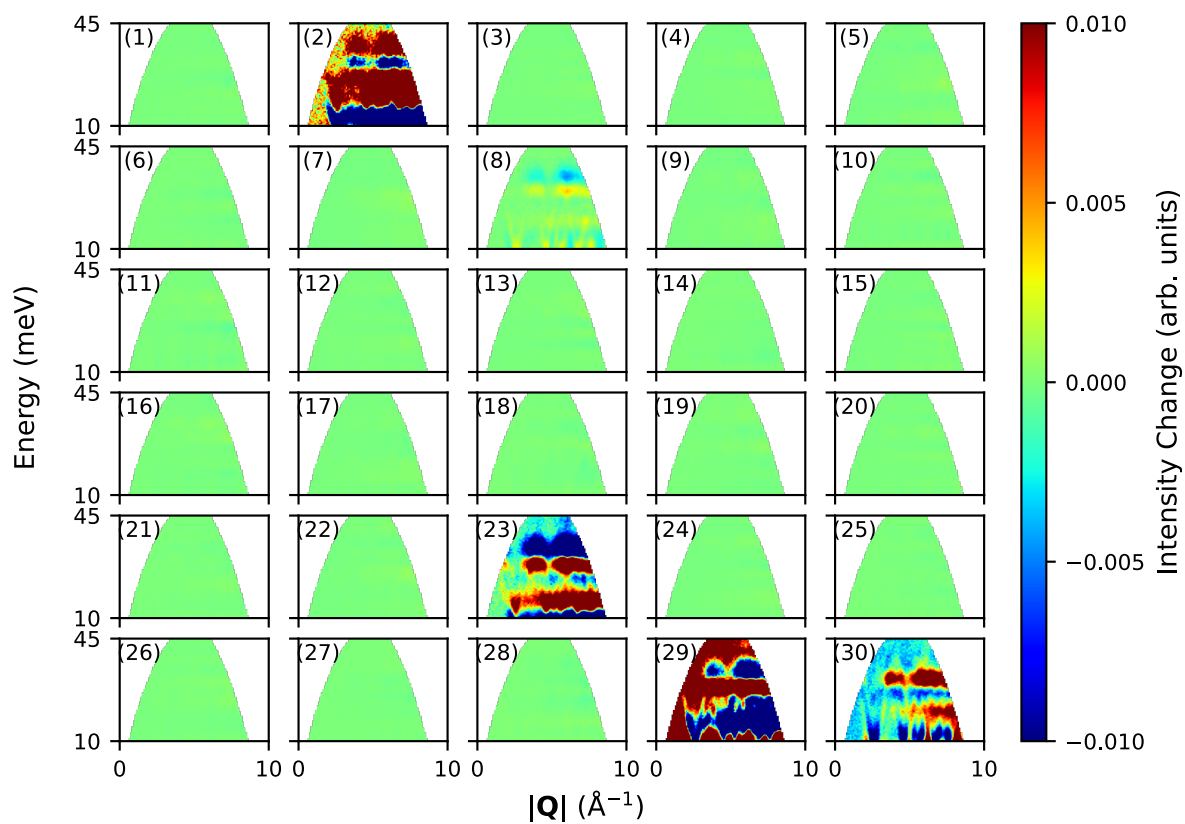 45 (1) (2) (3) (4) (5) 0.010
10
45 (6) (7) (8) (9) (10)
10 0.005
45 (11) (12) (13) (14) (15)
10 0.000
45 (16) (17) (18) (19) (20)
10
45 (21) (22) (23) (24) (25)
10 −0.005
45 (26) (27) (28) (29) (30)
10 −0.010
0 10 0 10 0 10 0 10 0 10
Energy (meV)
|Q| (Å−1)
Intensity Change (arb. units)